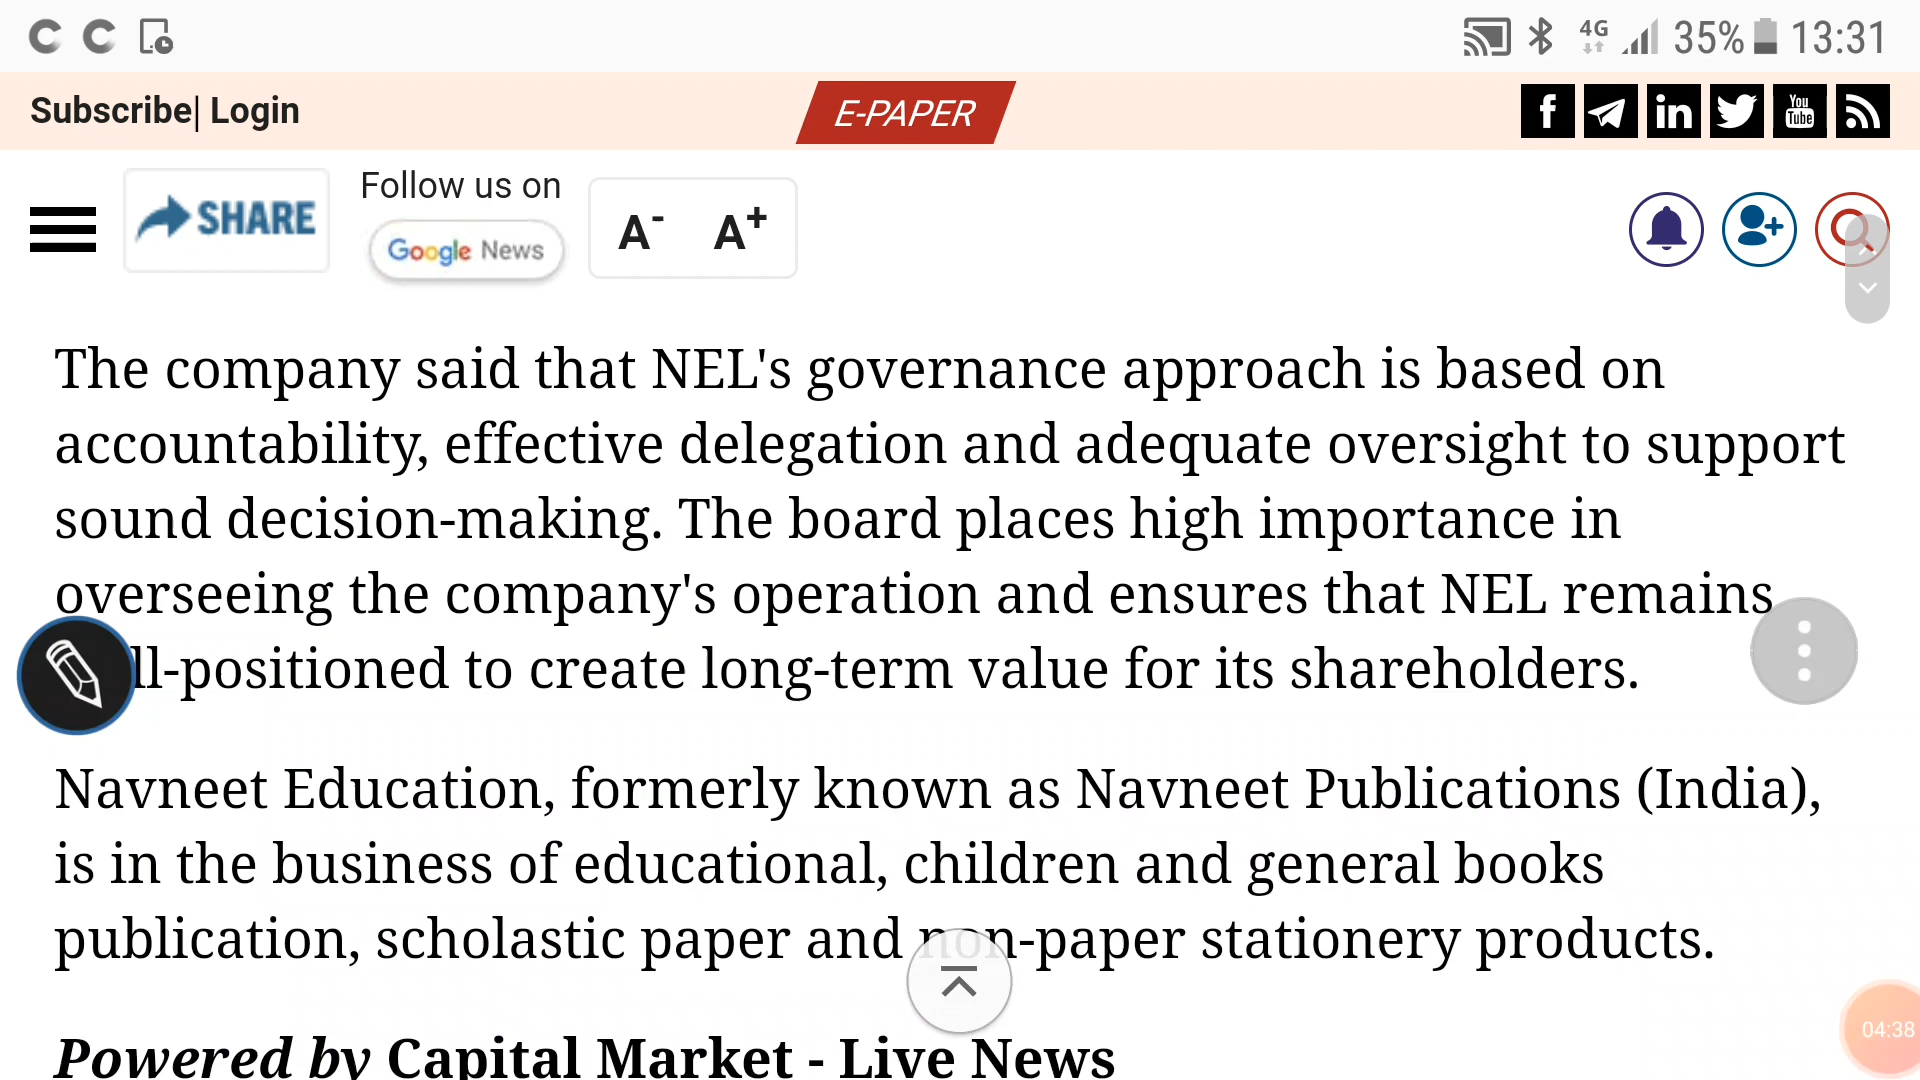 4G 35% 13:31
Subscribe| Login E-PAPER f in You Tube
SHARE Follow us on A- A+
Google News
The company said that NEL's governance approach is based on
accountability, effective delegation and adequate oversight to support
sound decision-making. The board places high importance in
overseeing the company's operation and ensures that NEL remains
ll-positioned to create long-term value for its shareholders.
Navneet Education, formerly known as Navneet Publications (India),
is in the business of educational, children and general books
publication, scholastic paper and non-paper stationery products.
04:38
Powered by Capital Market - Live News